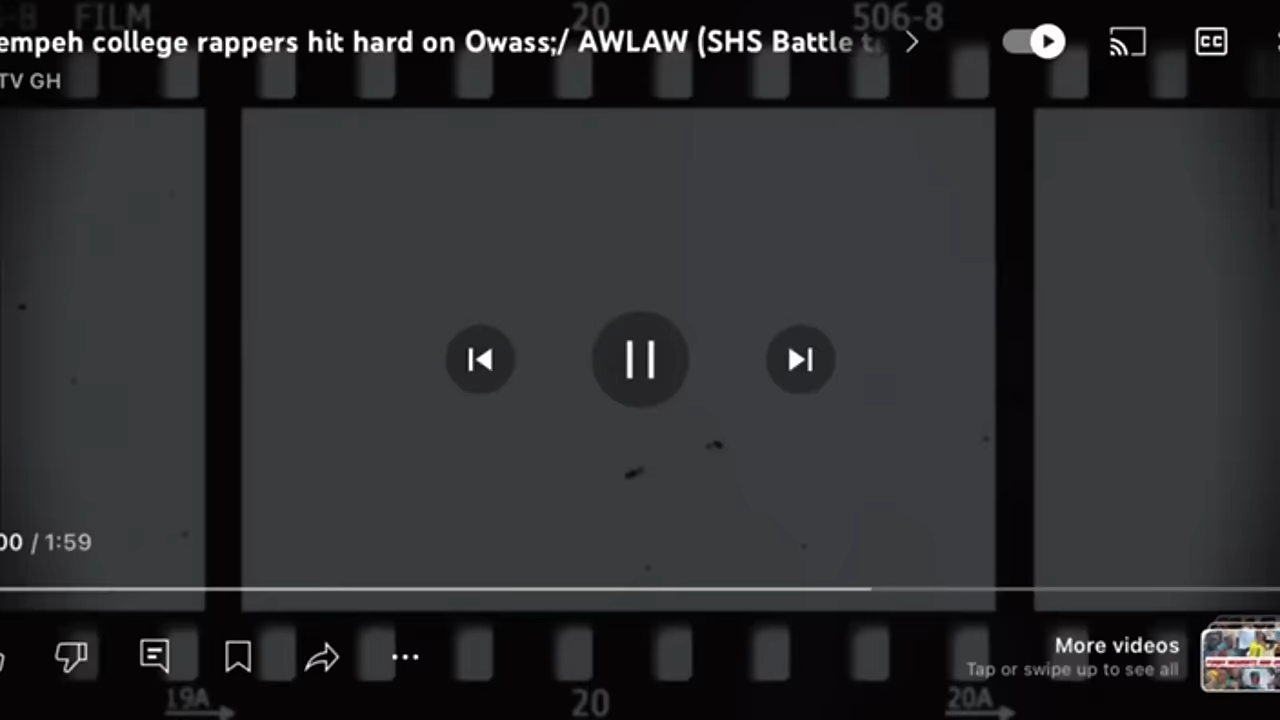 -8 FILM 20 506-8
empeh college rappers hit hard on Owass;/ AWLAW (SHS Battle t
TV GH
CC
00 / 1:59
More videos
Tap or swipe up to see all
19A 20 20A